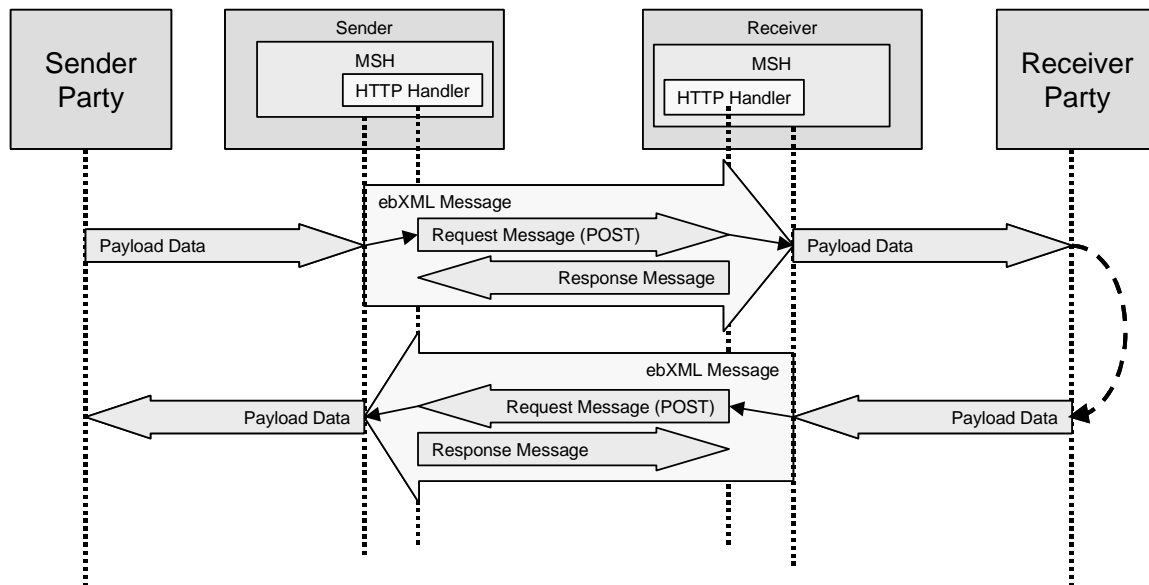 Sender
Party
Sender
MSH
HTTP Handler
Receiver
MSH
HTTP Handler
Receiver
Party
ebXML Message
Payload Data
Request Message (POST)
Payload Data
Response Message
ebXML Message
Payload Data
Request Message (POST)
Payload Data
Response Message